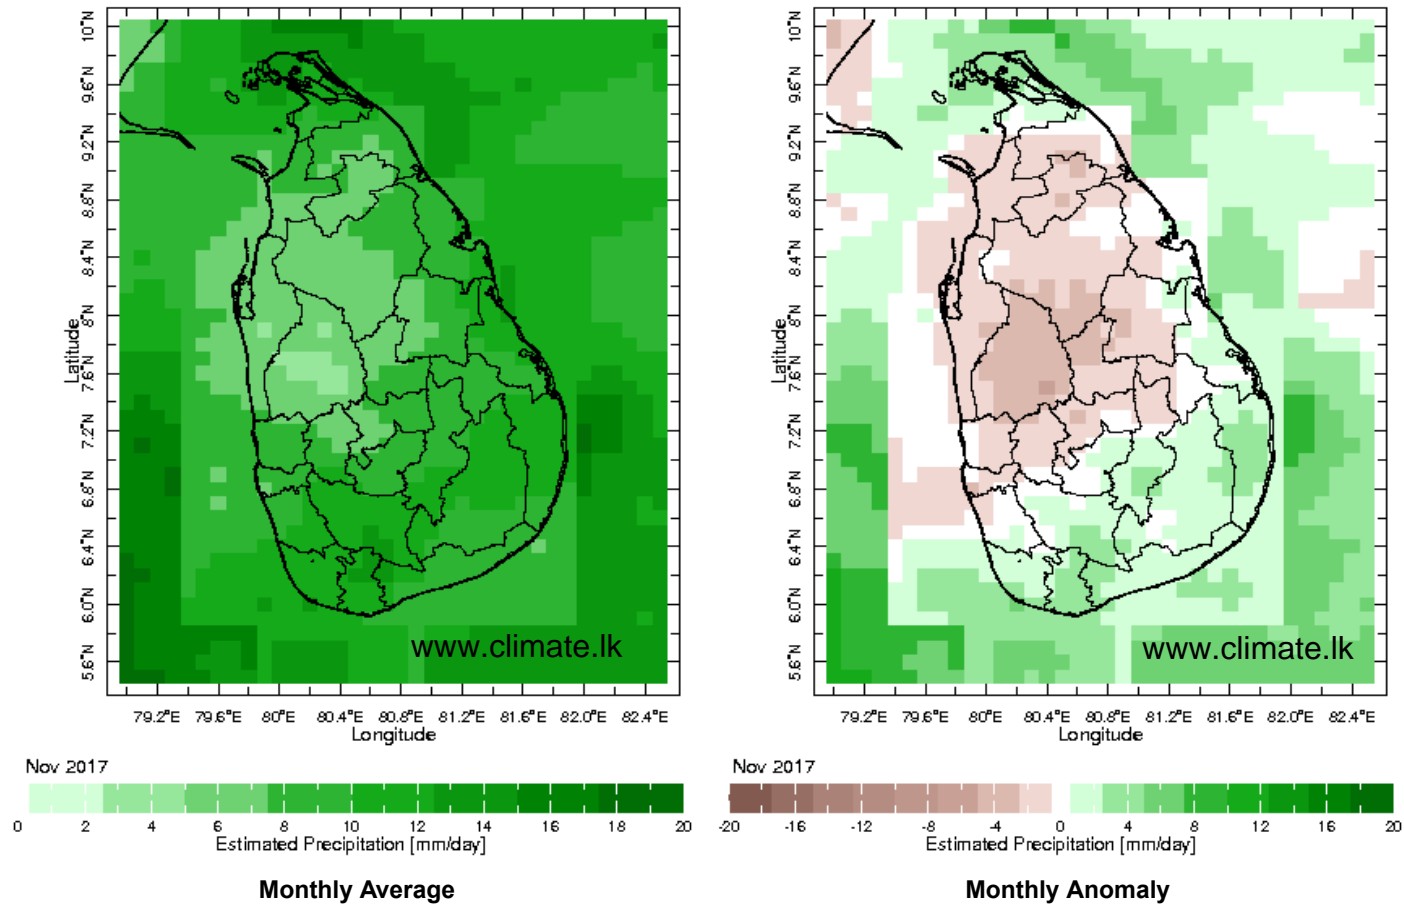 10°N
9.6°N
9.2°N
8.8°N
8.4°N
8°N
7.6°N
7.2°N
6.8°N
6.4°N
6.0°N
5.6°N
Latitude
www.climate.lk
79.2°E 79.6°E 80°E 80.4°E 80.8°E 81.2°E 81.6°E 82.0°E 82.4°E
Longitude
Nov 2017
0 2 4 6 8 10 12 14 16 18 20
Estimated Precipitation [mm/day]
Monthly Average
10°N
9.6°N
9.2°N
8.8°N
8.4°N
8°N
7.6°N
7.2°N
6.8°N
6.4°N
6.0°N
5.6°N
Latitude
www.climate.lk
79.2°E 79.6°E 80°E 80.4°E 80.8°E 81.2°E 81.6°E 82.0°E 82.4°E
Longitude
Nov 2017
-20 -16 -12 -8 -4 0 4 8 12 16 20
Estimated Precipitation [mm/day]
Monthly Anomaly